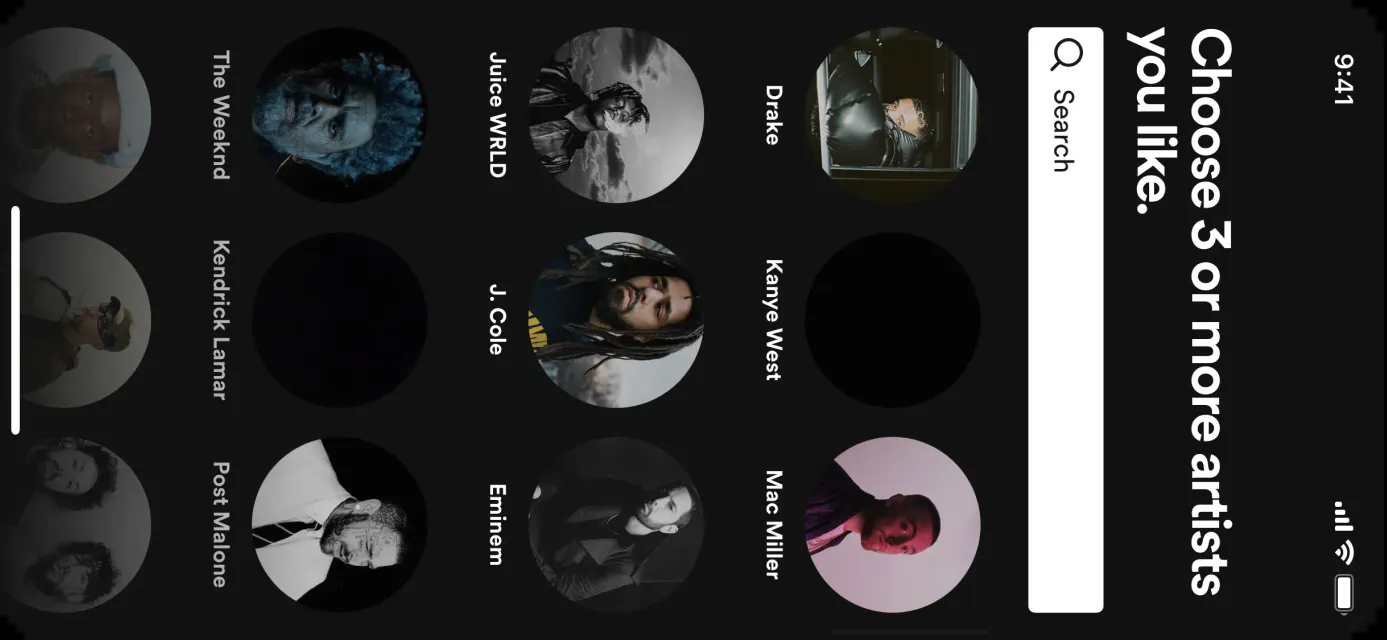 9:41
Choose 3 or more artists
you like.
Search
Drake
Kanye West
Mac Miller
Juice WRLD
J. Cole
Eminem
The Weeknd
Kendrick Lamar
Post Malone